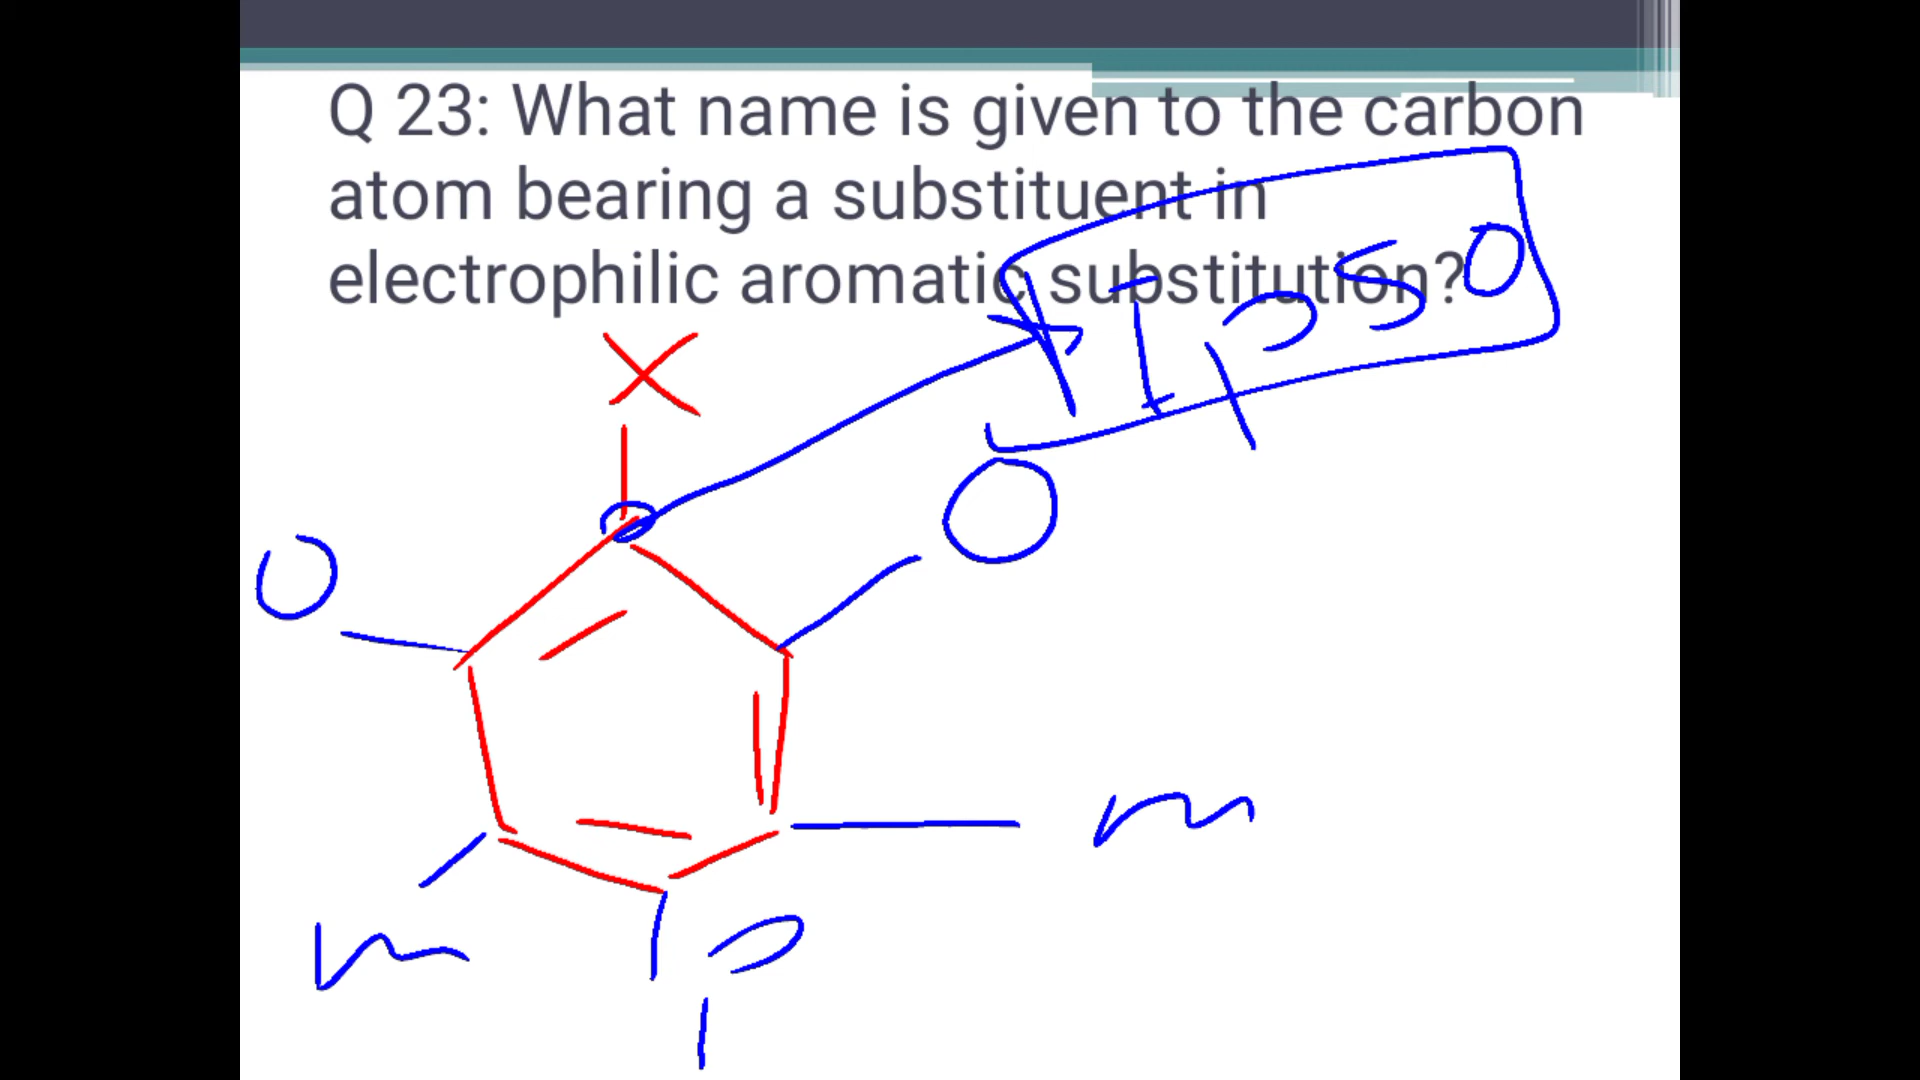 Q 23: What name is given to the carbon
atom bearing a substituent in
electrophilic aromatic substitution?
Ipso
X
O
O
m
m
P